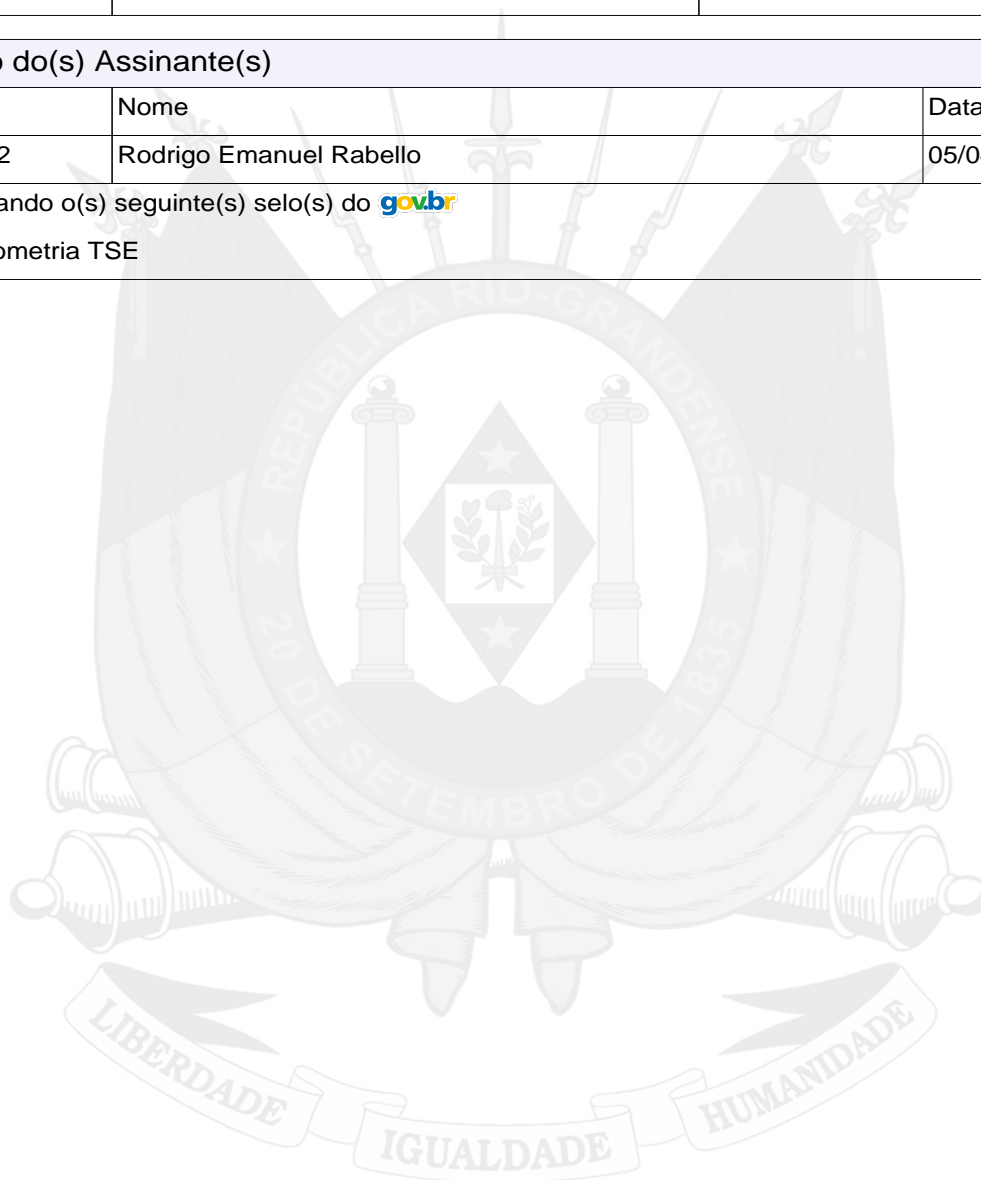 o do(s) Assinante(s)
Nome Data
2 Rodrigo Emanuel Rabello 05/0
ando o(s) seguinte(s) selo(s) do gov.br
ometria TSE
REPÚBLICA RIO-GRANDENSE
★ 20 DE SETEMBRO DE 1835 ★
LIBERDADE IGUALDADE HUMANIDADE